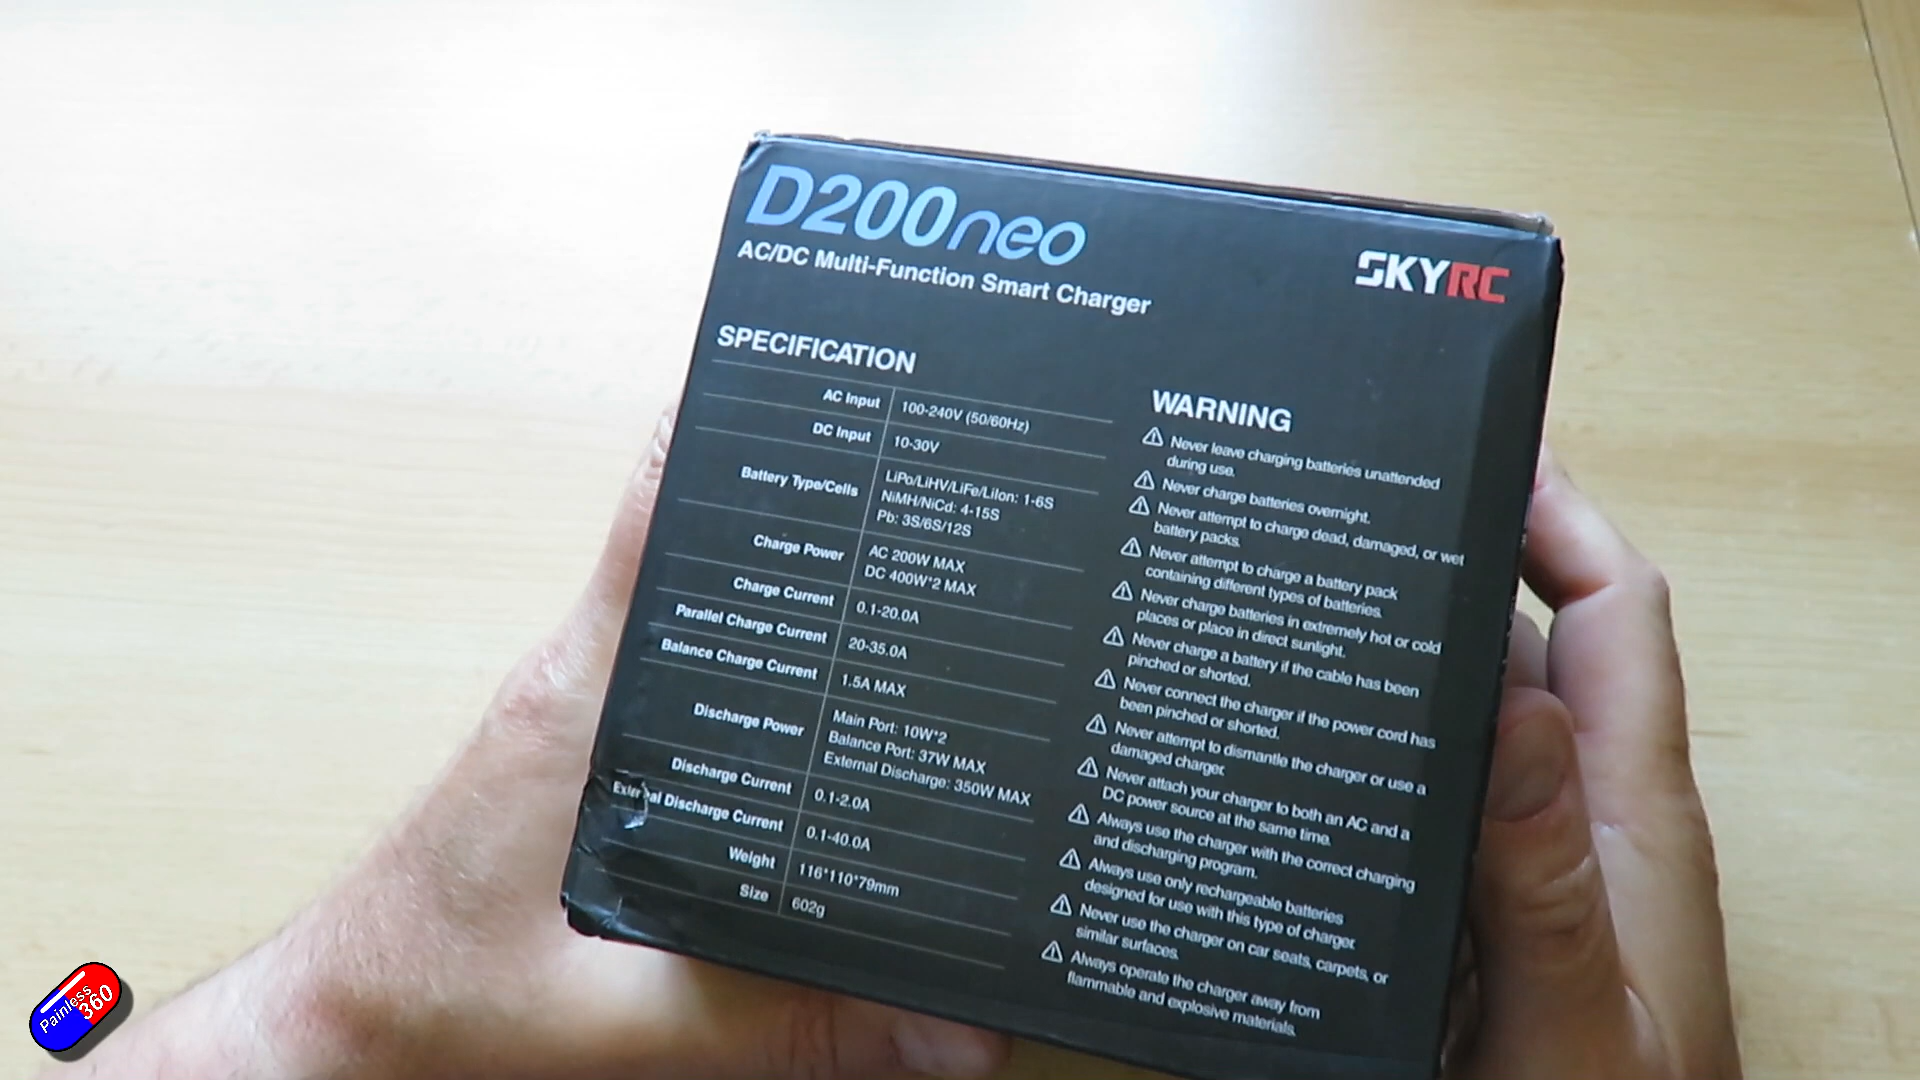 D200neo
AC/DC Multi-Function Smart Charger
SKYRC
SPECIFICATION
AC Input 100-240V (50/60Hz)
DC Input 10-30V
Battery Type/Cells LiPo/LiHV/LiFe/LiIon: 1-6S
NiMH/NiCd: 4-15S
Pb: 3S/6S/12S
Charge Power AC 200W MAX
DC 400W*2 MAX
Charge Current 0.1-20.0A
Parallel Charge Current 20-35.0A
Balance Charge Current 1.5A MAX
Discharge Power Main Port: 10W*2
Balance Port: 37W MAX
External Discharge: 350W MAX
Discharge Current 0.1-2.0A
External Discharge Current 0.1-40.0A
Weight 116*110*79mm
Size 602g
WARNING
Never leave charging batteries unattended
during use.
Never charge batteries overnight.
Never attempt to charge dead, damaged, or wet
battery packs.
Never attempt to charge a battery pack
containing different types of batteries.
Never charge batteries in extremely hot or cold
places or place in direct sunlight.
Never charge a battery if the cable has been
pinched or shorted.
Never connect the charger if the power cord has
been pinched or shorted.
Never attempt to dismantle the charger or use a
damaged charger.
Never attach your charger to both an AC and a
DC power source at the same time.
Always use the charger with the correct charging
and discharging program.
Always use only rechargeable batteries
designed for use with this type of charger.
Never use the charger on car seats, carpets, or
similar surfaces.
Always operate the charger away from
flammable and explosive materials.
Painless
360